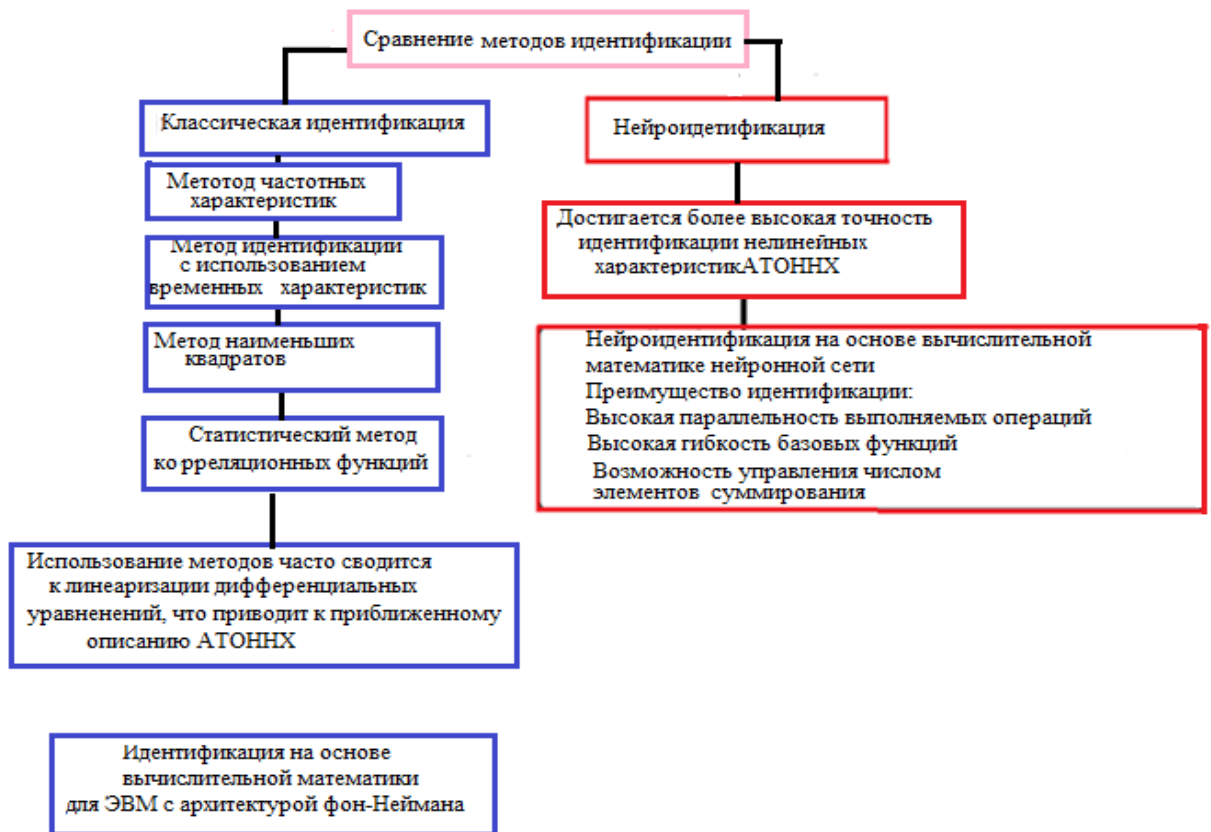 Сравнение методов идентификации
Классическая идентификация
Метотод частотных
характеристик
Метод идентификации
с использованием
временных характеристик
Метод наименьших
квадратов
Статистический метод
ко рреляционных функций
Использование методов часто сводится
к линеаризации дифференциальных
уравненений, что приводит к приближенному
описанию АТОННХ
Идентификация на основе
вычислительной математики
для ЭВМ с архитектурой фон-Неймана
Нейроидетификация
Достигается более высокая точность
идентификации нелинейных
характеристикАТОННХ
Нейроидентификация на основе вычислительной
математике нейронной сети
Преимущество идентификации:
Высокая параллельность выполняемых операций
Высокая гибкость базовых функций
Возможность управления числом
элементов суммирования